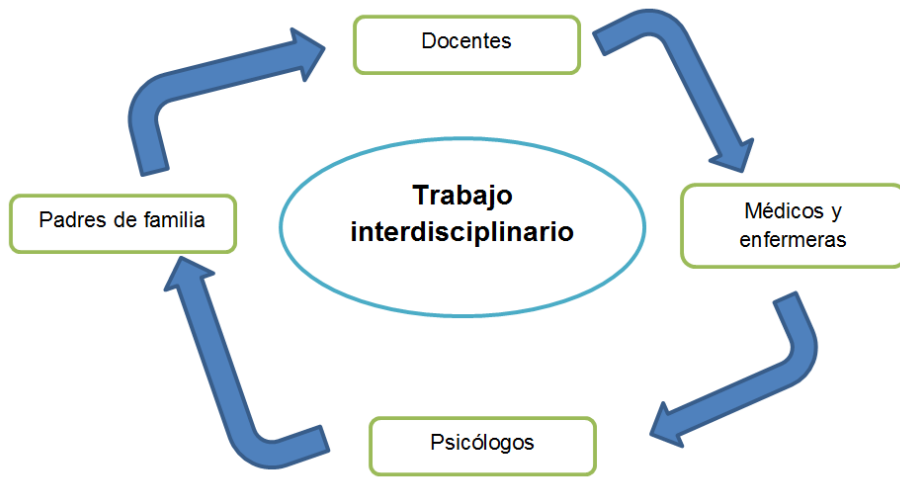 Docentes
Trabajo
interdisciplinario
Padres de familia
Médicos y
enfermeras
Psicólogos